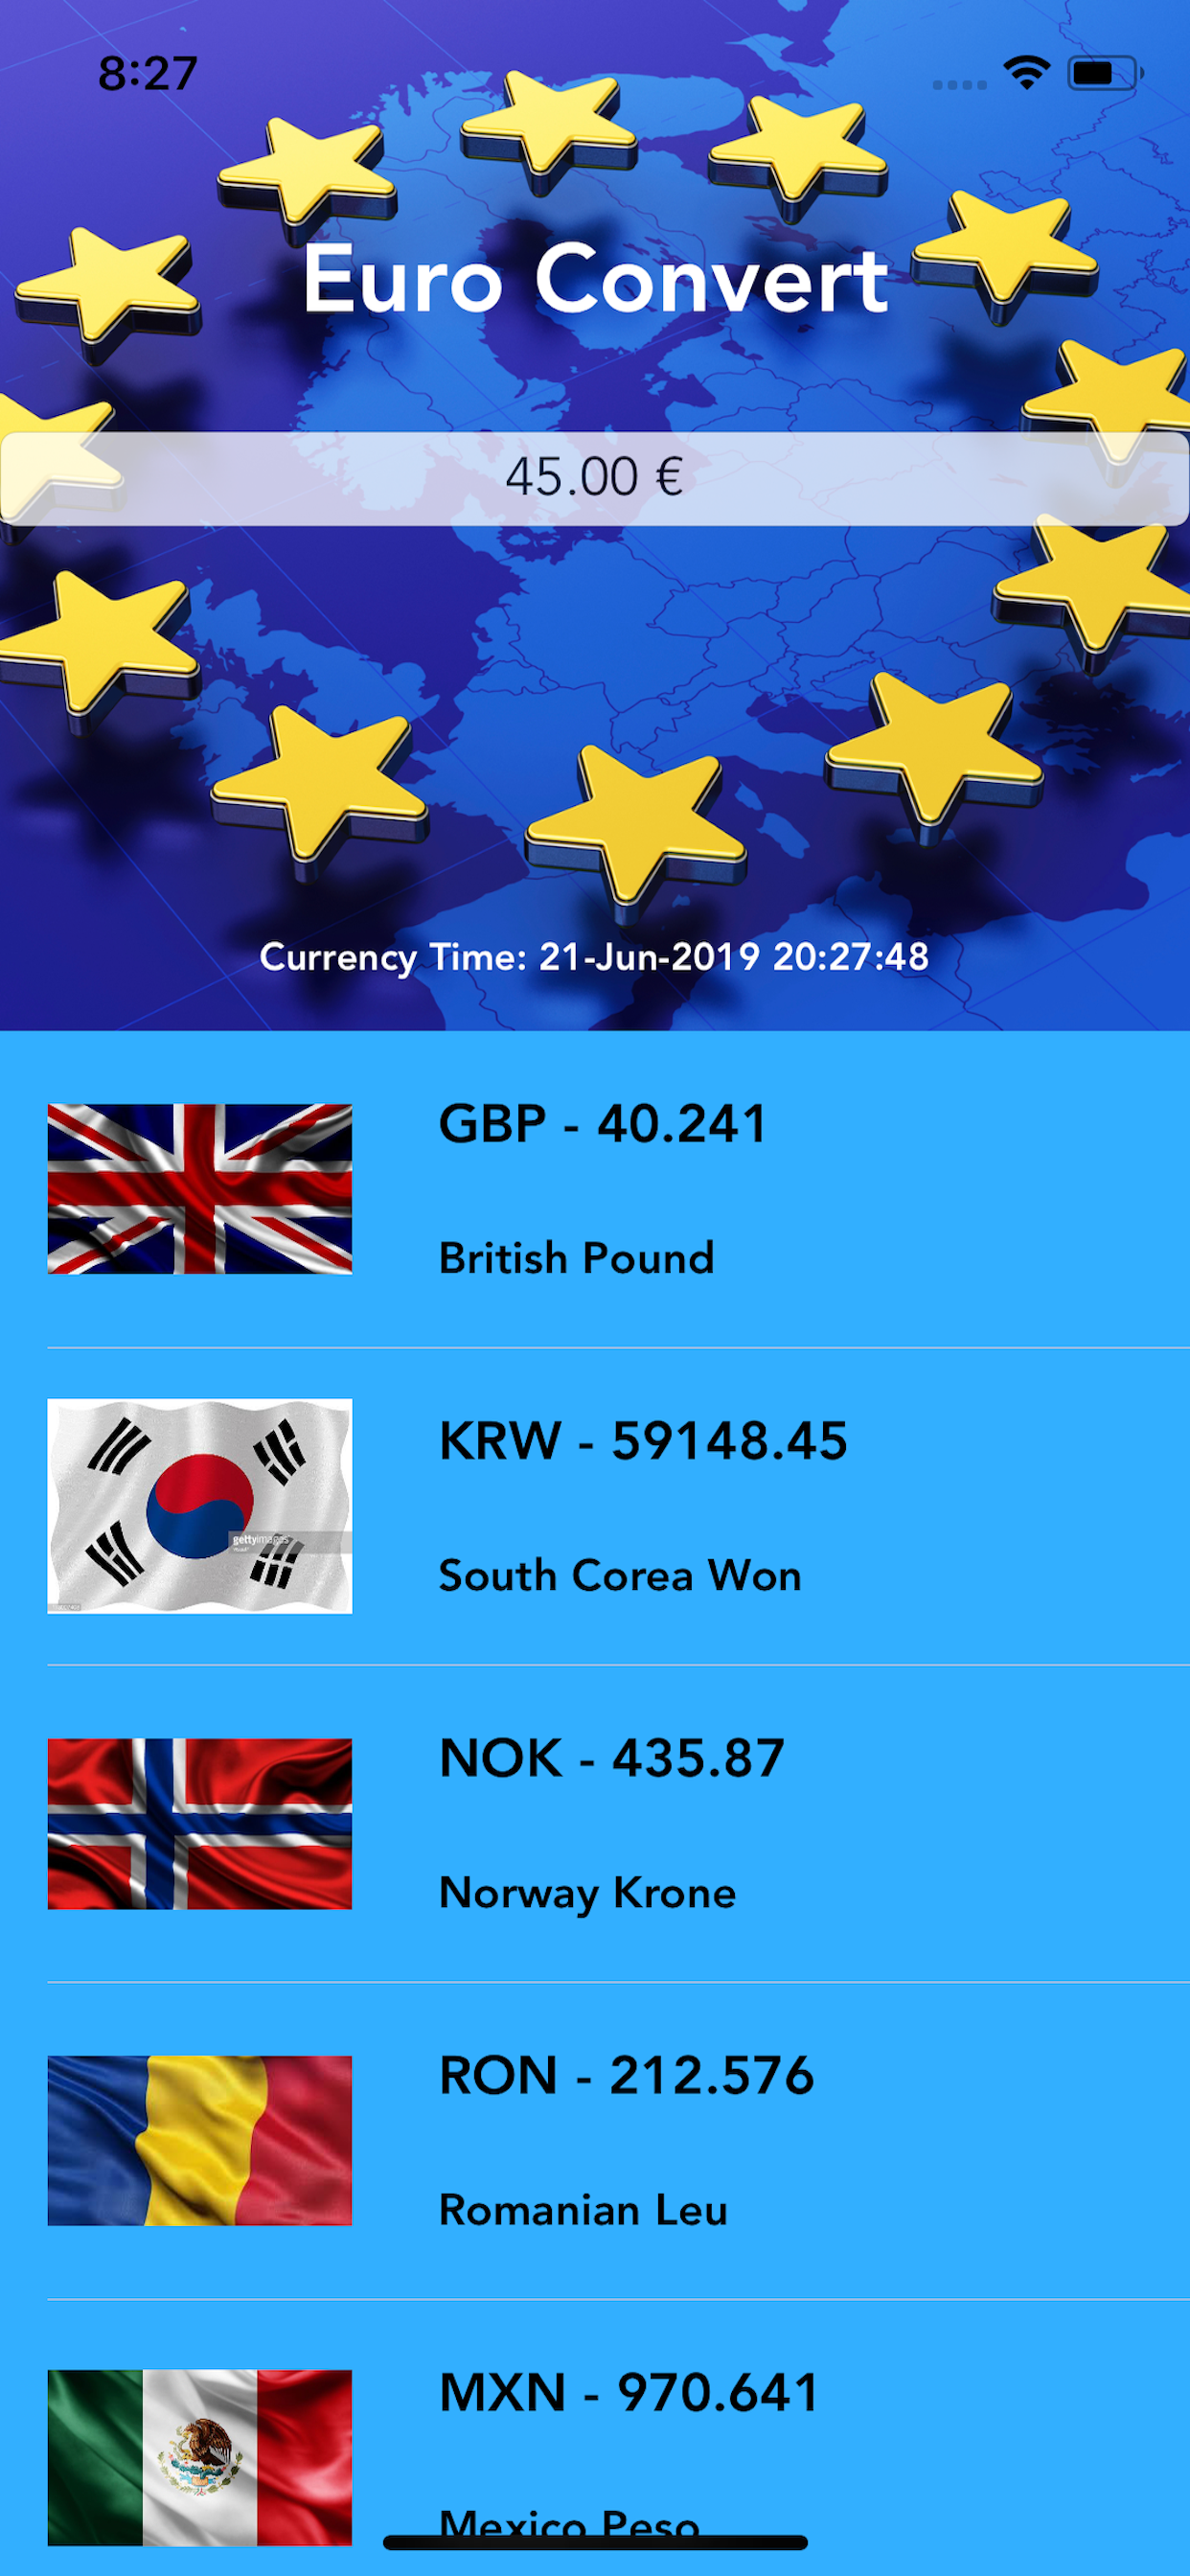 8:27
Euro Convert
45.00 €
Currency Time: 21-Jun-2019 20:27:48
GBP - 40.241
British Pound
gettyimages
KRW - 59148.45
South Corea Won
NOK - 435.87
Norway Krone
RON - 212.576
Romanian Leu
MXN - 970.641
Mexico Peso